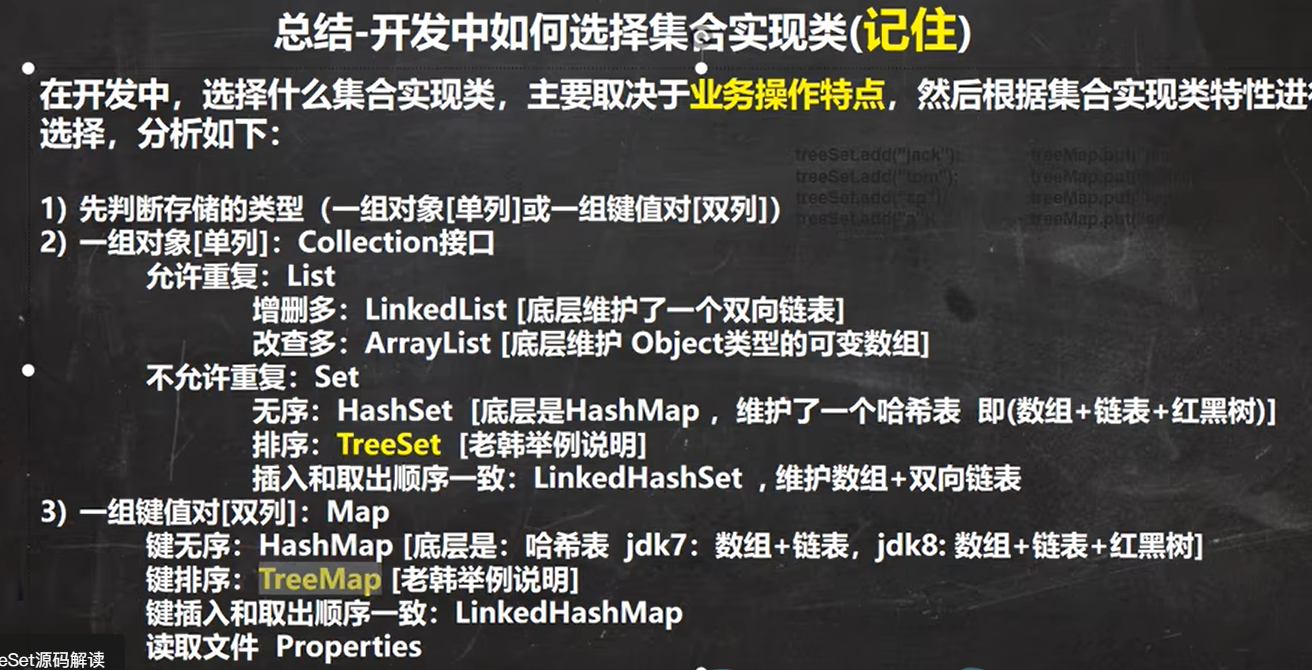 总结-开发中如何选择集合实现类(记住)
在开发中，选择什么集合实现类，主要取决于业务操作特点，然后根据集合实现类特性进行
选择，分析如下：
treeSet.add("jack"); treeMap.put("
treeSet.add("tom"); treeMap.put(
treeSet.add("sp"); treeMap.put(
treeSet.add("a"); treeMap.put(
1) 先判断存储的类型（一组对象[单列]或一组键值对[双列]）
2) 一组对象[单列]：Collection接口
允许重复：List
增删多：LinkedList [底层维护了一个双向链表]
改查多：ArrayList [底层维护 Object类型的可变数组]
不允许重复：Set
无序：HashSet [底层是HashMap ，维护了一个哈希表 即(数组+链表+红黑树)]
排序：TreeSet [老韩举例说明]
插入和取出顺序一致：LinkedHashSet ，维护数组+双向链表
3) 一组键值对[双列]：Map
键无序：HashMap [底层是：哈希表 jdk7：数组+链表，jdk8: 数组+链表+红黑树]
键排序：TreeMap [老韩举例说明]
键插入和取出顺序一致：LinkedHashMap
读取文件 Properties
eSet源码解读